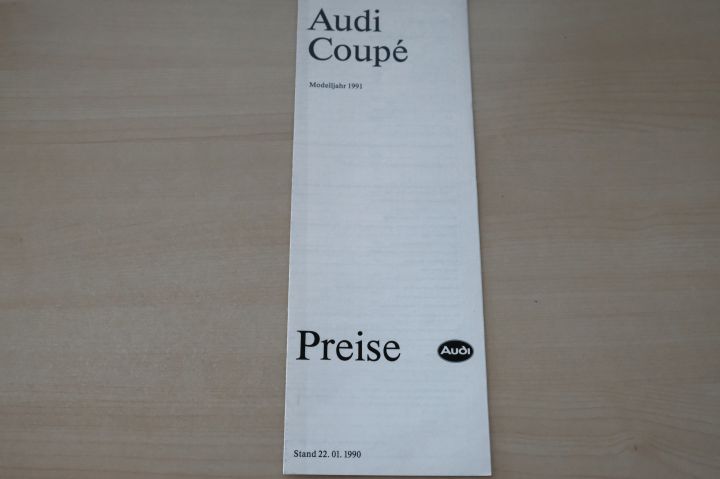 Audi
Coupé
Modelljahr 1991
Preise
Audi
Stand 22. 01. 1990